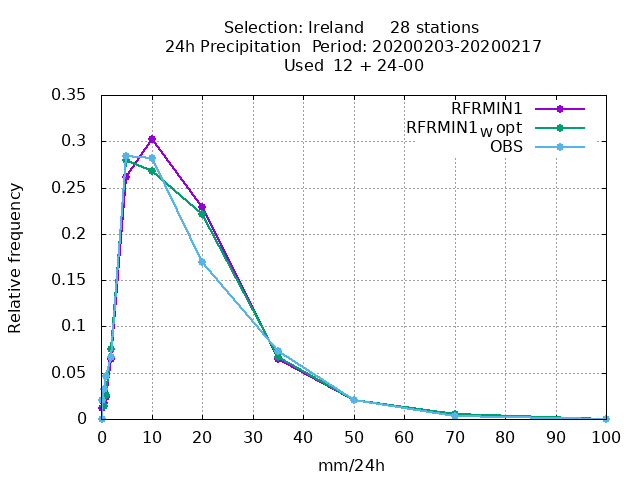 Selection: Ireland 28 stations
24h Precipitation Period: 20200203-20200217
Used 12 + 24-00
RFRMIN1
RFRMIN1w opt
OBS
Relative frequency
0.35
0.3
0.25
0.2
0.15
0.1
0.05
0
0 10 20 30 40 50 60 70 80 90 100
mm/24h